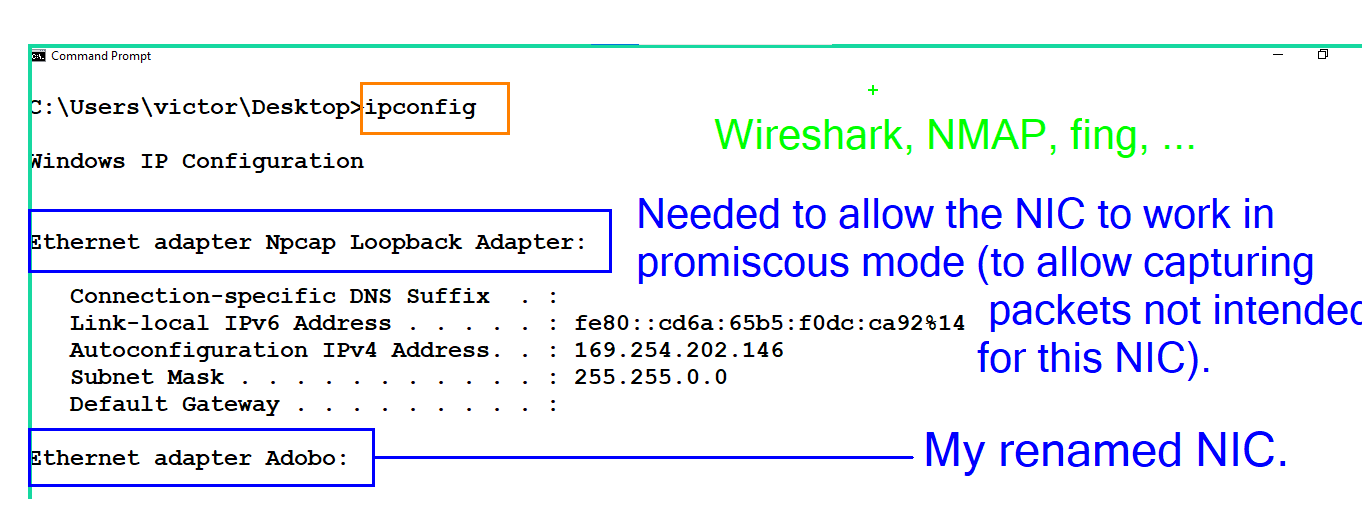 Command Prompt
C:\Users\victor\Desktop>ipconfig
Wireshark, NMAP, fing, ...
Windows IP Configuration
Needed to allow the NIC to work in
Ethernet adapter Npcap Loopback Adapter:
promiscous mode (to allow capturing
packets not intended
for this NIC).
Connection-specific DNS Suffix . :
Link-local IPv6 Address . . . . . : fe80::cd6a:65b5:f0dc:ca92%14
Autoconfiguration IPv4 Address. . : 169.254.202.146
Subnet Mask . . . . . . . . . . . : 255.255.0.0
Default Gateway . . . . . . . . . :
Ethernet adapter Adobo:
My renamed NIC.